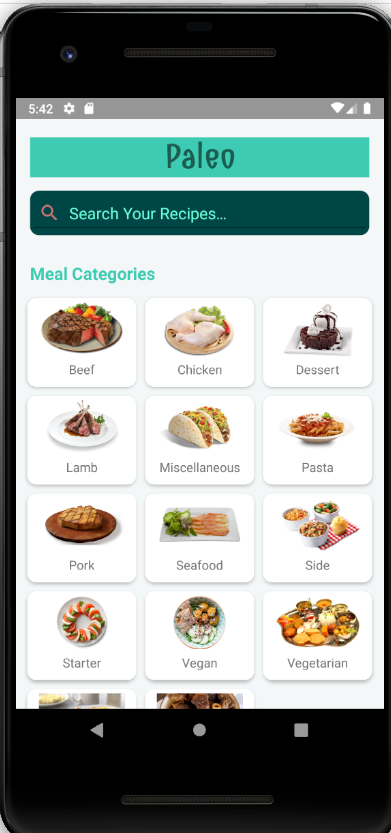 5:42
Paleo
Search Your Recipes...
Meal Categories
Beef
Chicken
Dessert
Lamb
Miscellaneous
Pasta
Pork
Seafood
Side
Starter
Vegan
Vegetarian